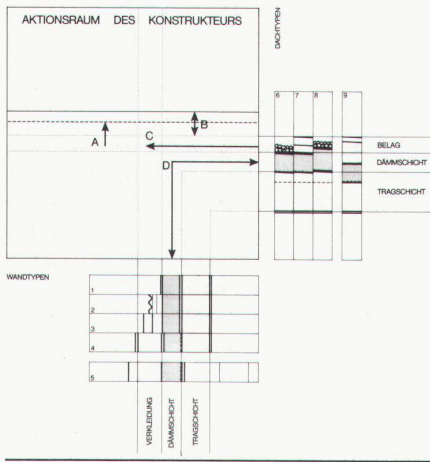 AKTIONSRAUM DES KONSTRUKTEURS
DACHTYPEN
6 7 8 9
B
A
C
D
BELAG
DÄMMSCHICHT
TRAGSCHICHT
WANDTYPEN
1
2
3
4
5
VERKLEIDUNG
DÄMMSCHICHT
TRAGSCHICHT